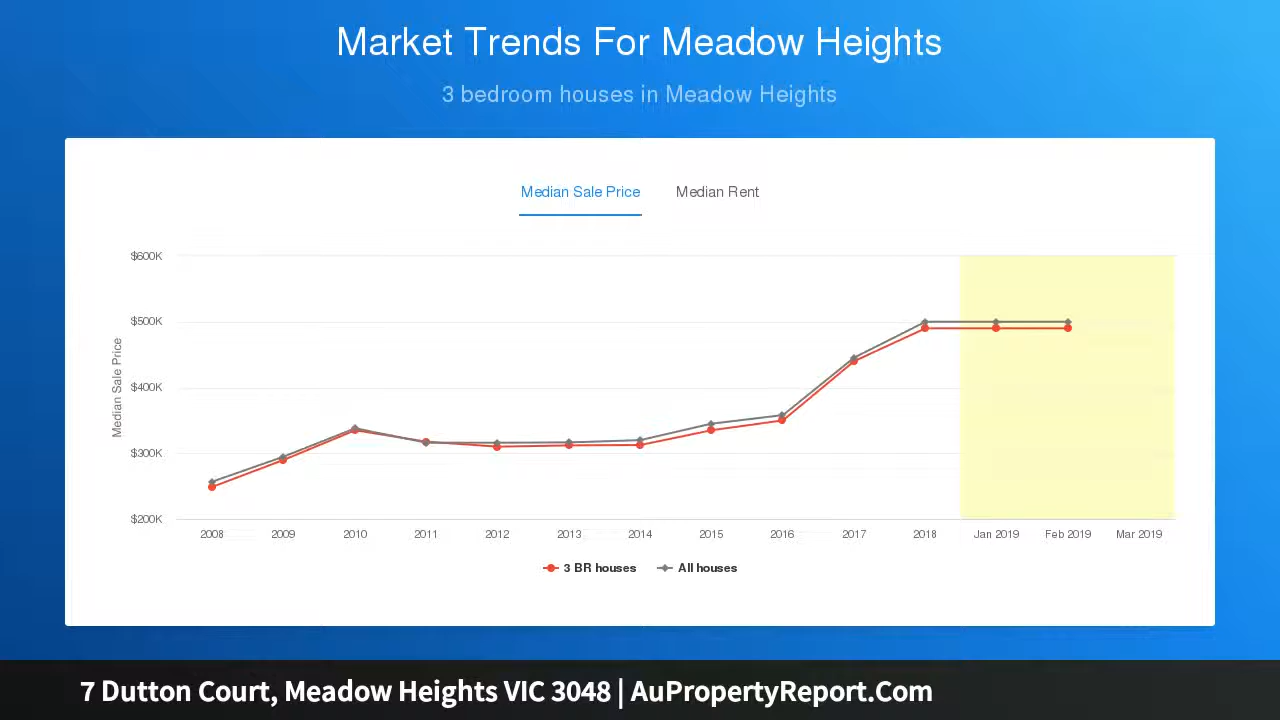 Market Trends For Meadow Heights
3 bedroom houses in Meadow Heights
Median Sale Price Median Rent
$600K
$500K
$400K
$300K
$200K
Median Sale Price
2008 2009 2010 2011 2012 2013 2014 2015 2016 2017 2018 Jan 2019 Feb 2019 Mar 2019
3 BR houses All houses
7 Dutton Court, Meadow Heights VIC 3048 | AuPropertyReport.Com